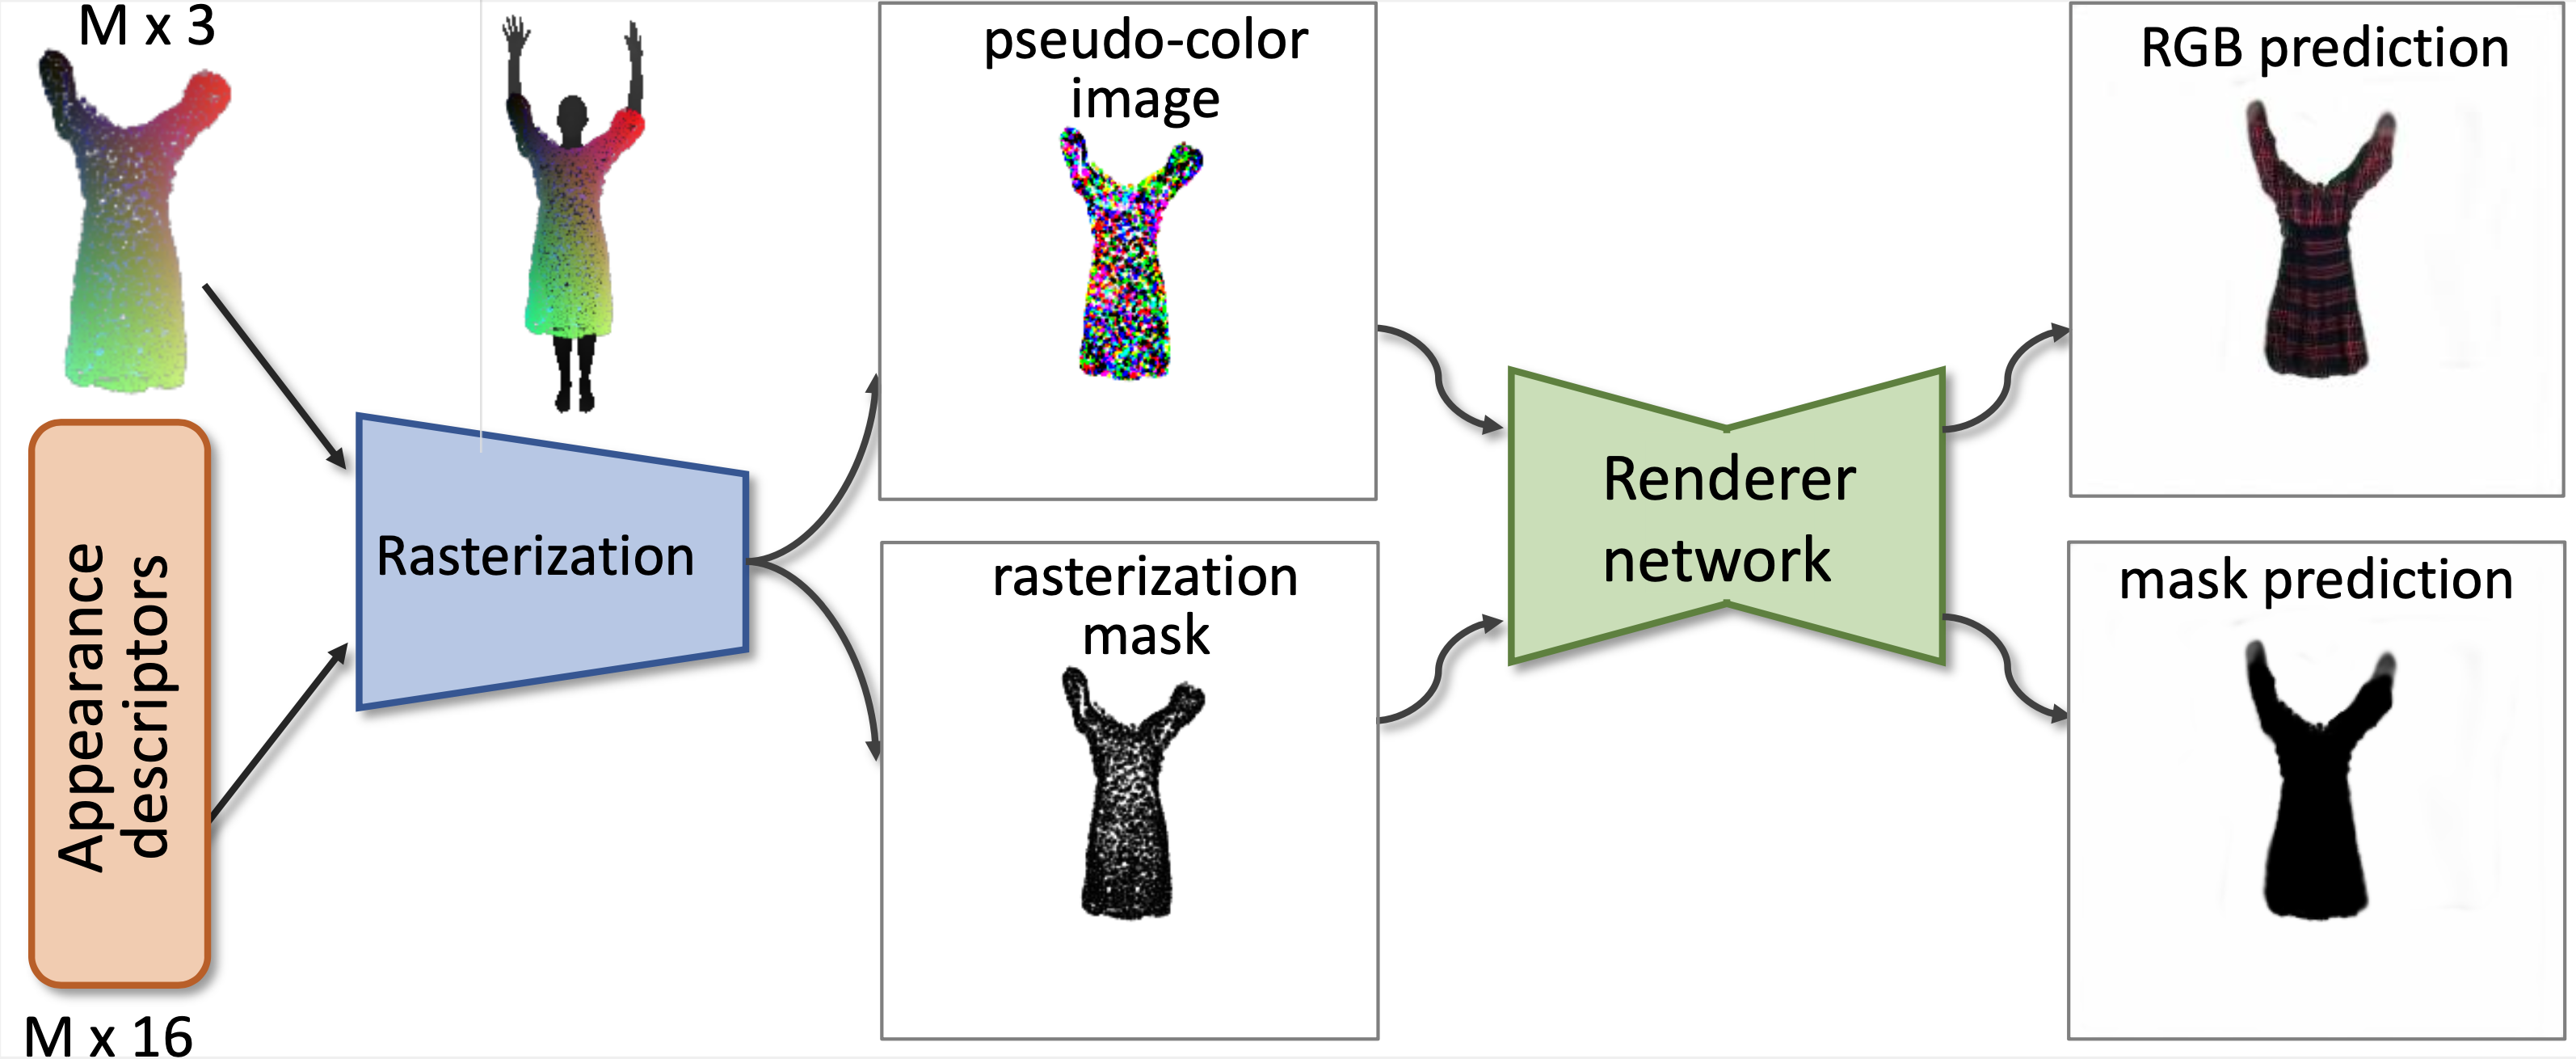 M x 3
Appearance
descriptors
M x 16
Rasterization
pseudo-color
image
rasterization
mask
Renderer
network
RGB prediction
mask prediction